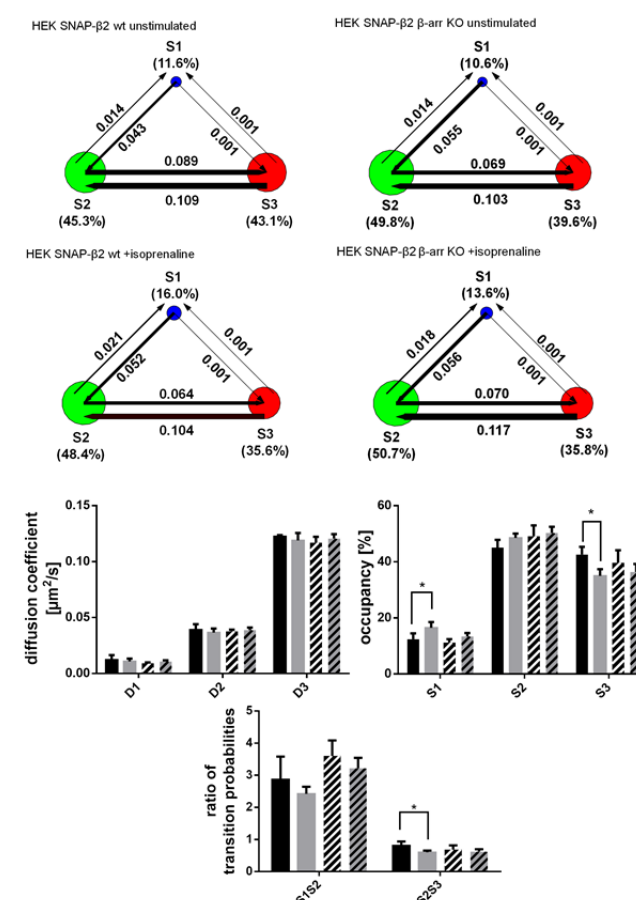 HEK SNAP-β2 wt unstimulated
S1
(11.6%)
0.014
0.043
0.001
0.001
0.089
0.109
S2
(45.3%)
S3
(43.1%)
HEK SNAP-β2 β-arr KO unstimulated
S1
(10.6%)
0.014
0.055
0.001
0.001
0.069
0.103
S2
(49.8%)
S3
(39.6%)
HEK SNAP-β2 wt +isoprenaline
S1
(16.0%)
0.021
0.052
0.001
0.001
0.064
0.104
S2
(48.4%)
S3
(35.6%)
HEK SNAP-β2 β-arr KO +isoprenaline
S1
(13.6%)
0.018
0.056
0.001
0.001
0.070
0.117
S2
(50.7%)
S3
(35.8%)
diffusion coefficient
[µm²/s]
0.15
0.10
0.05
0.00
D1
D2
D3
occupancy [%]
60
40
20
0
*
*
S1
S2
S3
ratio of
transition probabilities
5
4
3
2
1
0
*
S1S2
S2S3